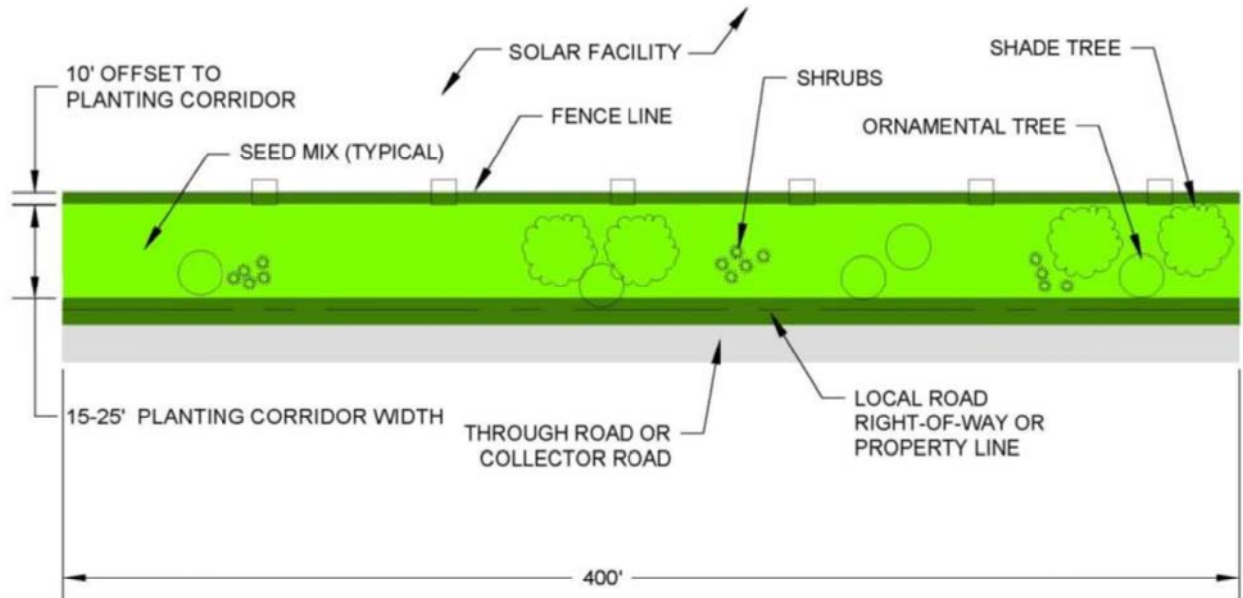 SOLAR FACILITY
SHADE TREE
10' OFFSET TO
PLANTING CORRIDOR
SHRUBS
FENCE LINE
ORNAMENTAL TREE
SEED MIX (TYPICAL)
15-25' PLANTING CORRIDOR WIDTH
THROUGH ROAD OR
COLLECTOR ROAD
LOCAL ROAD
RIGHT-OF-WAY OR
PROPERTY LINE
400'